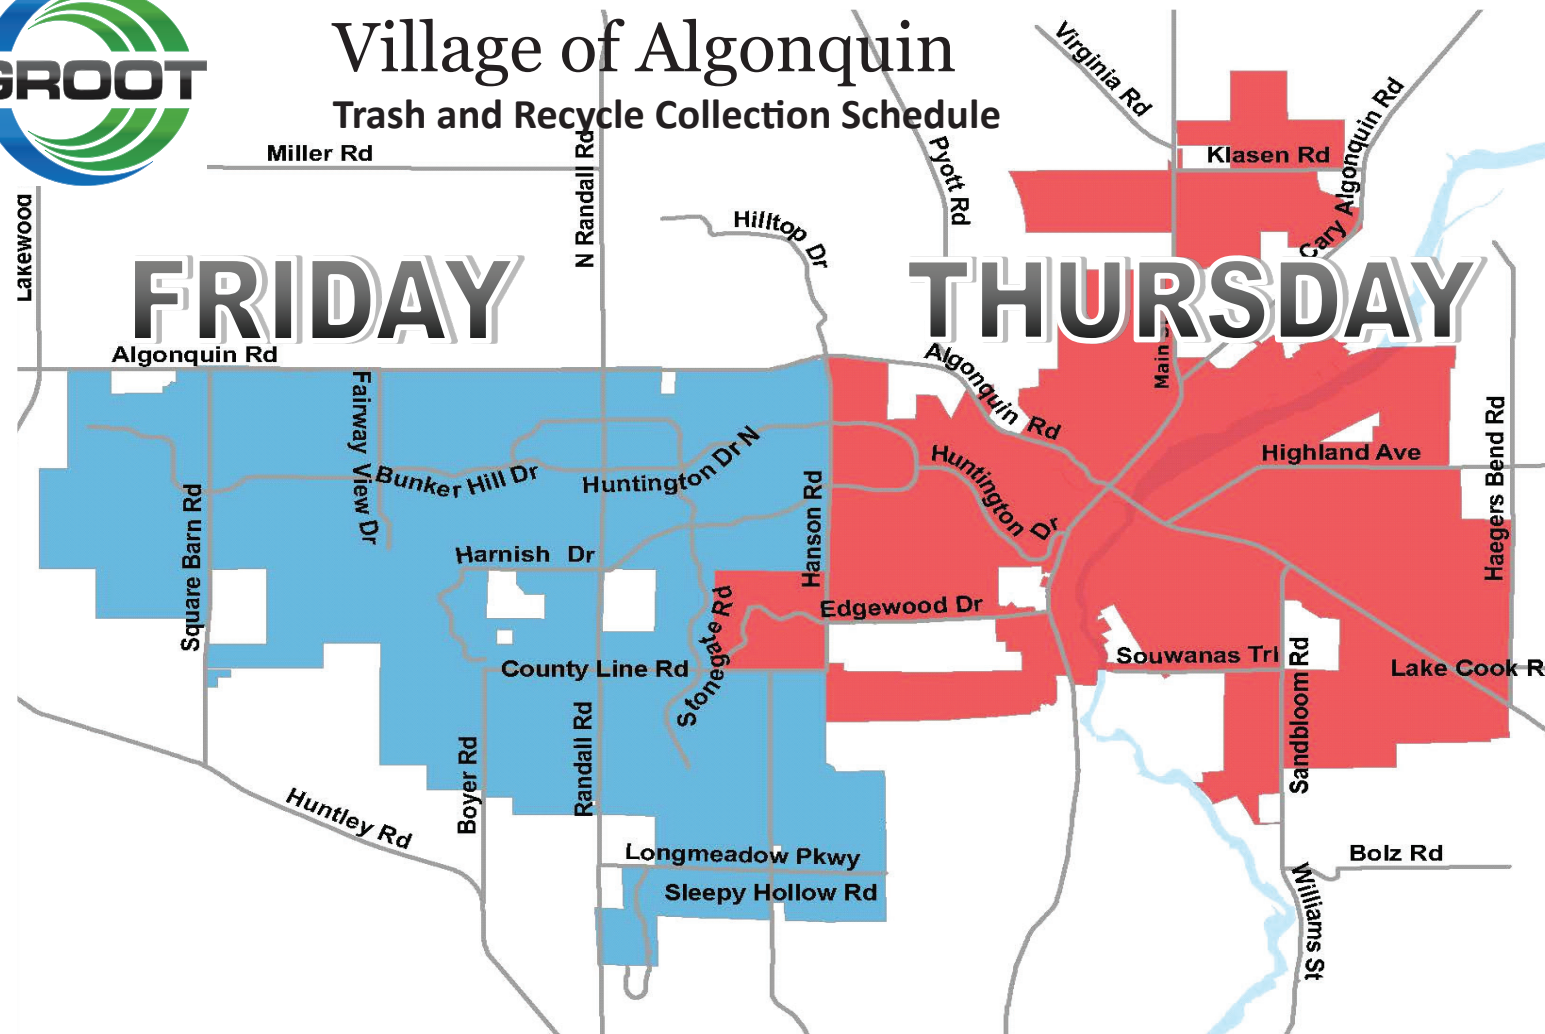 GROOT
Village of Algonquin
Trash and Recycle Collection Schedule
Virginia Rd
Miller Rd
N Randall Rd
Pyott Rd
Klasen Rd
Cary Algonquin Rd
Lakewood
Hilltop Dr
FRIDAY
THURSDAY
Algonquin Rd
Algonquin Rd
Main
Fairway View Dr
Bunker Hill Dr
Huntington Dr N
Huntington Dr
Highland Ave
Haegers Bend Rd
Square Barn Rd
Hanson Rd
Harnish Dr
Stonegate Rd
Edgewood Dr
County Line Rd
Souwanas Trl
Sandbloom Rd
Lake Cook R
Boyer Rd
Randall Rd
Huntley Rd
Longmeadow Pkwy
Sleepy Hollow Rd
Bolz Rd
Williams St